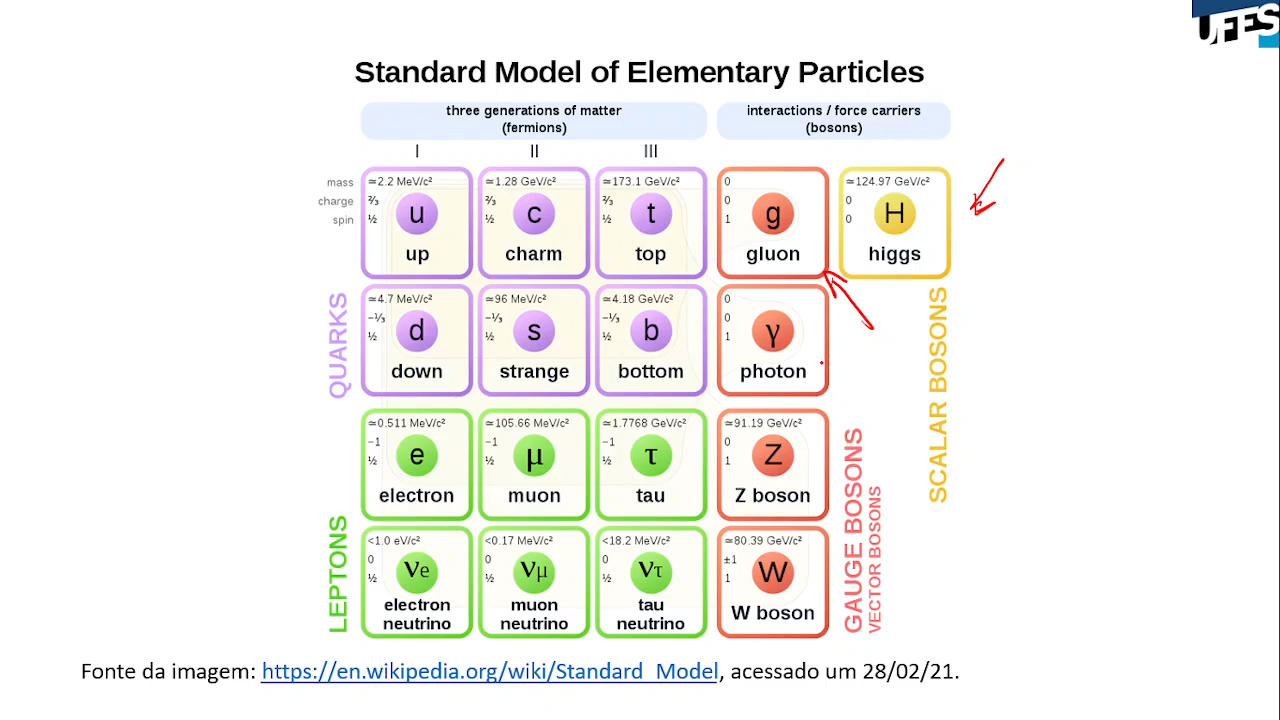 UFES
Standard Model of Elementary Particles
three generations of matter
(fermions)
interactions / force carriers
(bosons)
I II III
mass
charge
spin
≃2.2 MeV/c²
⅔
½
u
up
≃1.28 GeV/c²
⅔
½
c
charm
≃173.1 GeV/c²
⅔
½
t
top
0
0
1
g
gluon
≃124.97 GeV/c²
0
0
H
higgs
QUARKS
≃4.7 MeV/c²
−⅓
½
d
down
≃96 MeV/c²
−⅓
½
s
strange
≃4.18 GeV/c²
−⅓
½
b
bottom
0
0
1
γ
photon
SCALAR BOSONS
LEPTONS
≃0.511 MeV/c²
−1
½
e
electron
≃105.66 MeV/c²
−1
½
μ
muon
≃1.7768 GeV/c²
−1
½
τ
tau
≃91.19 GeV/c²
0
1
Z
Z boson
<1.0 eV/c²
0
½
νe
electron
neutrino
<0.17 MeV/c²
0
½
νμ
muon
neutrino
<18.2 MeV/c²
0
½
ντ
tau
neutrino
≃80.39 GeV/c²
±1
1
W
W boson
GAUGE BOSONS
VECTOR BOSONS
Fonte da imagem: https://en.wikipedia.org/wiki/Standard_Model, acessado um 28/02/21.